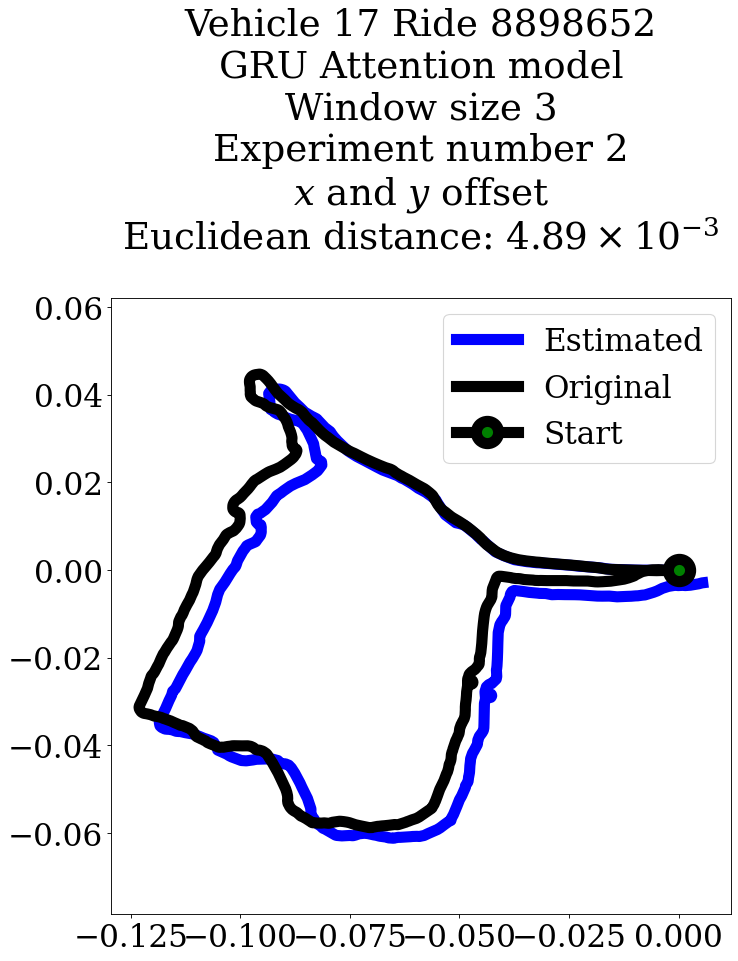 Vehicle 17 Ride 8898652
GRU Attention model
Window size 3
Experiment number 2
x and y offset
Euclidean distance: 4.89 × 10⁻³
Estimated
Original
Start
0.06
0.04
0.02
0.00
−0.02
−0.04
−0.06
−0.125 −0.100 −0.075 −0.050 −0.025 0.000